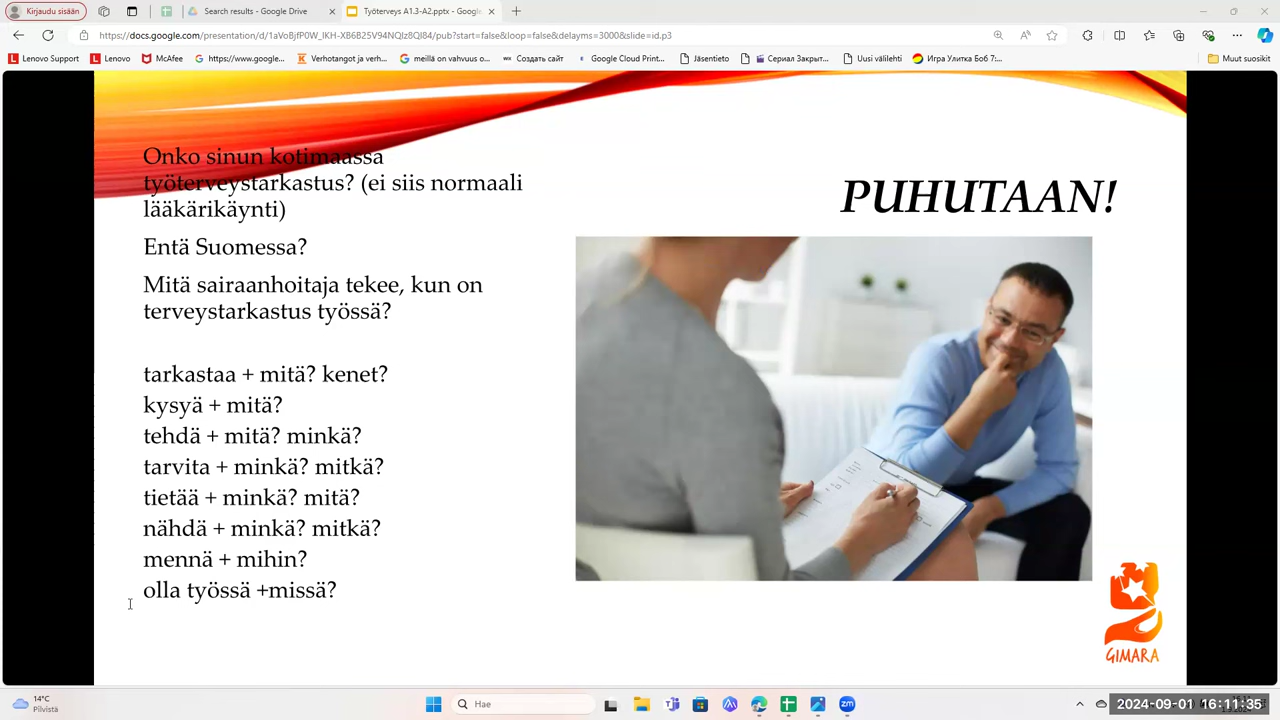 Kirjaudu sisään
Search results - Google Drive
Työterveys A1.3-A2.pptx - Google
https://docs.google.com/presentation/d/1aVoBjfP0W_IKH-XB6B25V94NQIz8QI84/pub?start=false&loop=false&delayms=3000&slide=id.p3
Lenovo Support
Lenovo
McAfee
https://www.google...
Verhotangot ja verh...
meillä on vahvuus o...
Создать сайт
Google Cloud Print...
Jäsentieto
Сериал Закрыт...
Uusi välilehti
Игра Улитка Боб 7:...
Muut suosikit
Onko sinun kotimaassa
työterveystarkastus? (ei siis normaali
lääkärikäynti)
Entä Suomessa?
Mitä sairaanhoitaja tekee, kun on
terveystarkastus työssä?
tarkastaa + mitä? kenet?
kysyä + mitä?
tehdä + mitä? minkä?
tarvita + minkä? mitkä?
tietää + minkä? mitä?
nähdä + minkä? mitkä?
mennä + mihin?
olla työssä +missä?
PUHUTAAN!
GIMARA
14°C
Pilvistä
Hae
2024-09-01 16:11:35